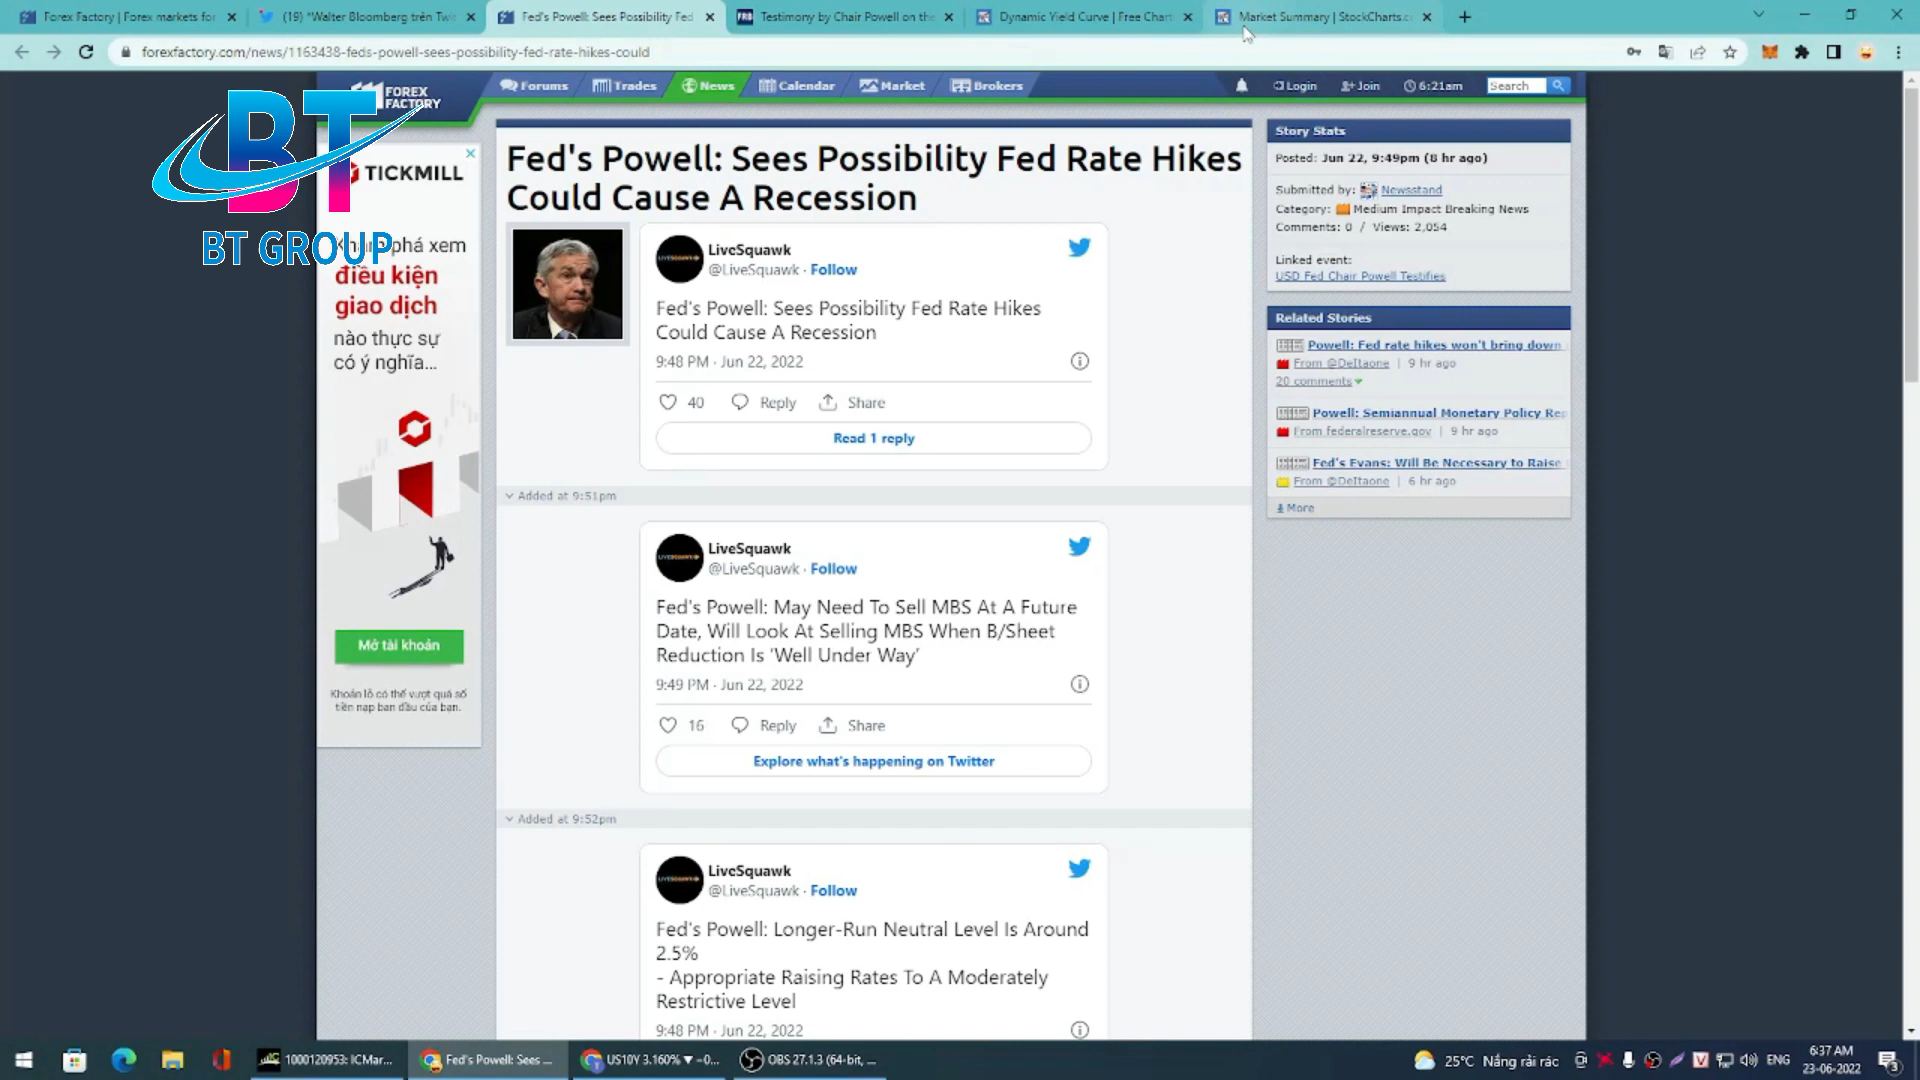 Forex Factory | Forex markets for
(19) *Walter Bloomberg trên Twi
Fed's Powell: Sees Possibility Fed
Testimony by Chair Powell on the
Dynamic Yield Curve | Free Chart
Market Summary | StockCharts.c
forexfactory.com/news/1163438-feds-powell-sees-possibility-fed-rate-hikes-could
FOREX
FACTORY
Forums
Trades
News
Calendar
Market
Brokers
Login
Join
6:21am
Search
BT
BT GROUP
TICKMILL
Khám phá xem
điều kiện
giao dịch
nào thực sự
có ý nghĩa...
Mở tài khoản
Khoản lỗ có thể vượt quá số
tiền nạp ban đầu của bạn.
Fed's Powell: Sees Possibility Fed Rate Hikes
Could Cause A Recession
LiveSquawk
@LiveSquawk · Follow
Fed's Powell: Sees Possibility Fed Rate Hikes
Could Cause A Recession
9:48 PM · Jun 22, 2022
40 Reply Share
Read 1 reply
Added at 9:51pm
LiveSquawk
@LiveSquawk · Follow
Fed's Powell: May Need To Sell MBS At A Future
Date, Will Look At Selling MBS When B/Sheet
Reduction Is ‘Well Under Way’
9:49 PM · Jun 22, 2022
16 Reply Share
Explore what's happening on Twitter
Added at 9:52pm
LiveSquawk
@LiveSquawk · Follow
Fed's Powell: Longer-Run Neutral Level Is Around
2.5%
- Appropriate Raising Rates To A Moderately
Restrictive Level
9:48 PM · Jun 22, 2022
Story Stats
Posted: Jun 22, 9:49pm (8 hr ago)
Submitted by: Newsstand
Category: Medium Impact Breaking News
Comments: 0 / Views: 2,054
Linked event:
USD Fed Chair Powell Testifies
Related Stories
Powell: Fed rate hikes won't bring down
From @DeItaone | 9 hr ago
20 comments
Powell: Semiannual Monetary Policy Rep
From federalreserve.gov | 9 hr ago
Fed's Evans: Will Be Necessary to Raise
From @DeItaone | 6 hr ago
More
1000120953: ICMar...
Fed's Powell: Sees ...
US10Y 3.160% ▼ −0...
OBS 27.1.3 (64-bit, ...
25°C Nắng rải rác
ENG
6:37 AM
23-06-2022
3